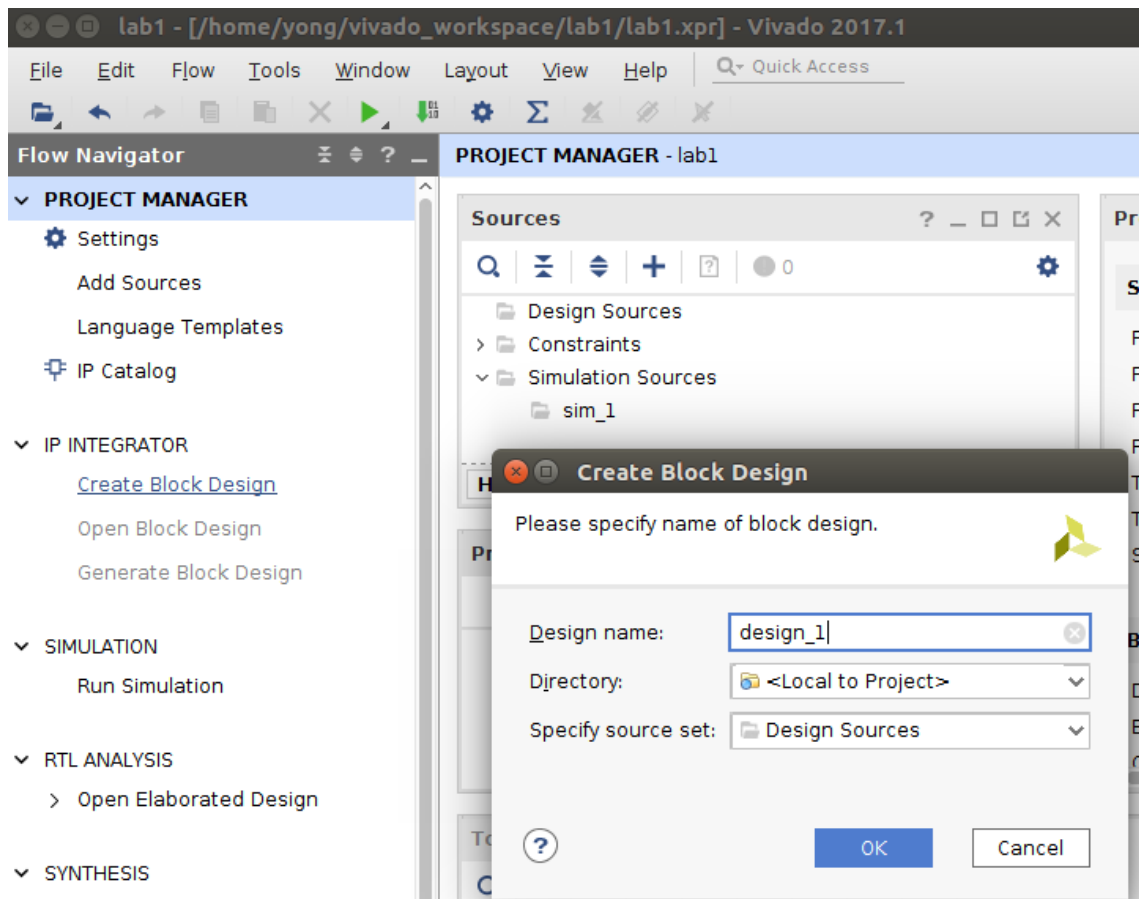 lab1 - [/home/yong/vivado_workspace/lab1/lab1.xpr] - Vivado 2017.1
File Edit Flow Tools Window Layout View Help Quick Access
Flow Navigator ? PROJECT MANAGER - lab1
PROJECT MANAGER
Settings
Add Sources
Language Templates
IP Catalog
IP INTEGRATOR
Create Block Design
Open Block Design
Generate Block Design
SIMULATION
Run Simulation
RTL ANALYSIS
Open Elaborated Design
SYNTHESIS
Sources ?
0
Design Sources
Constraints
Simulation Sources
sim_1
Create Block Design
Please specify name of block design.
Design name: design_1
Directory: <Local to Project>
Specify source set: Design Sources
? OK Cancel